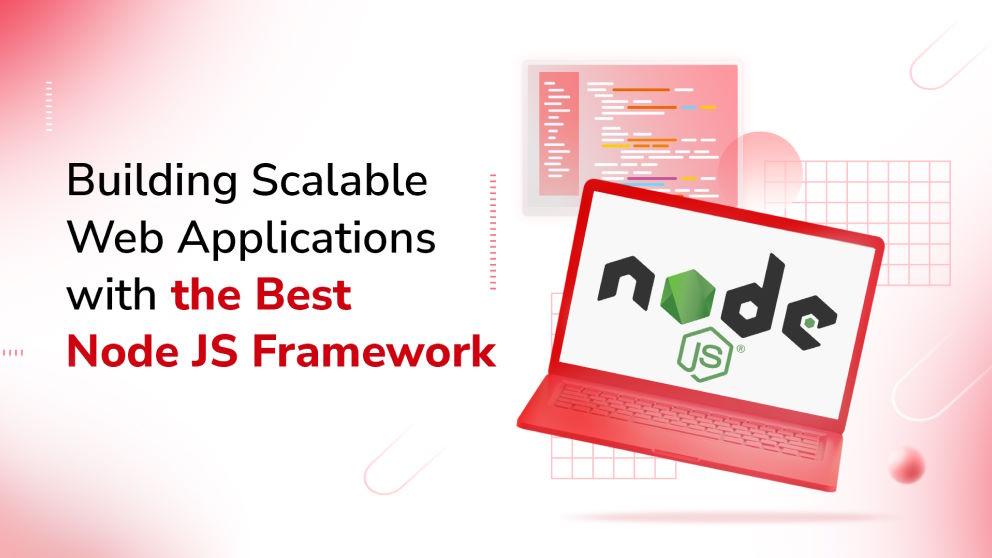 Building Scalable
Web Applications
with the Best
Node JS Framework
node
JS®